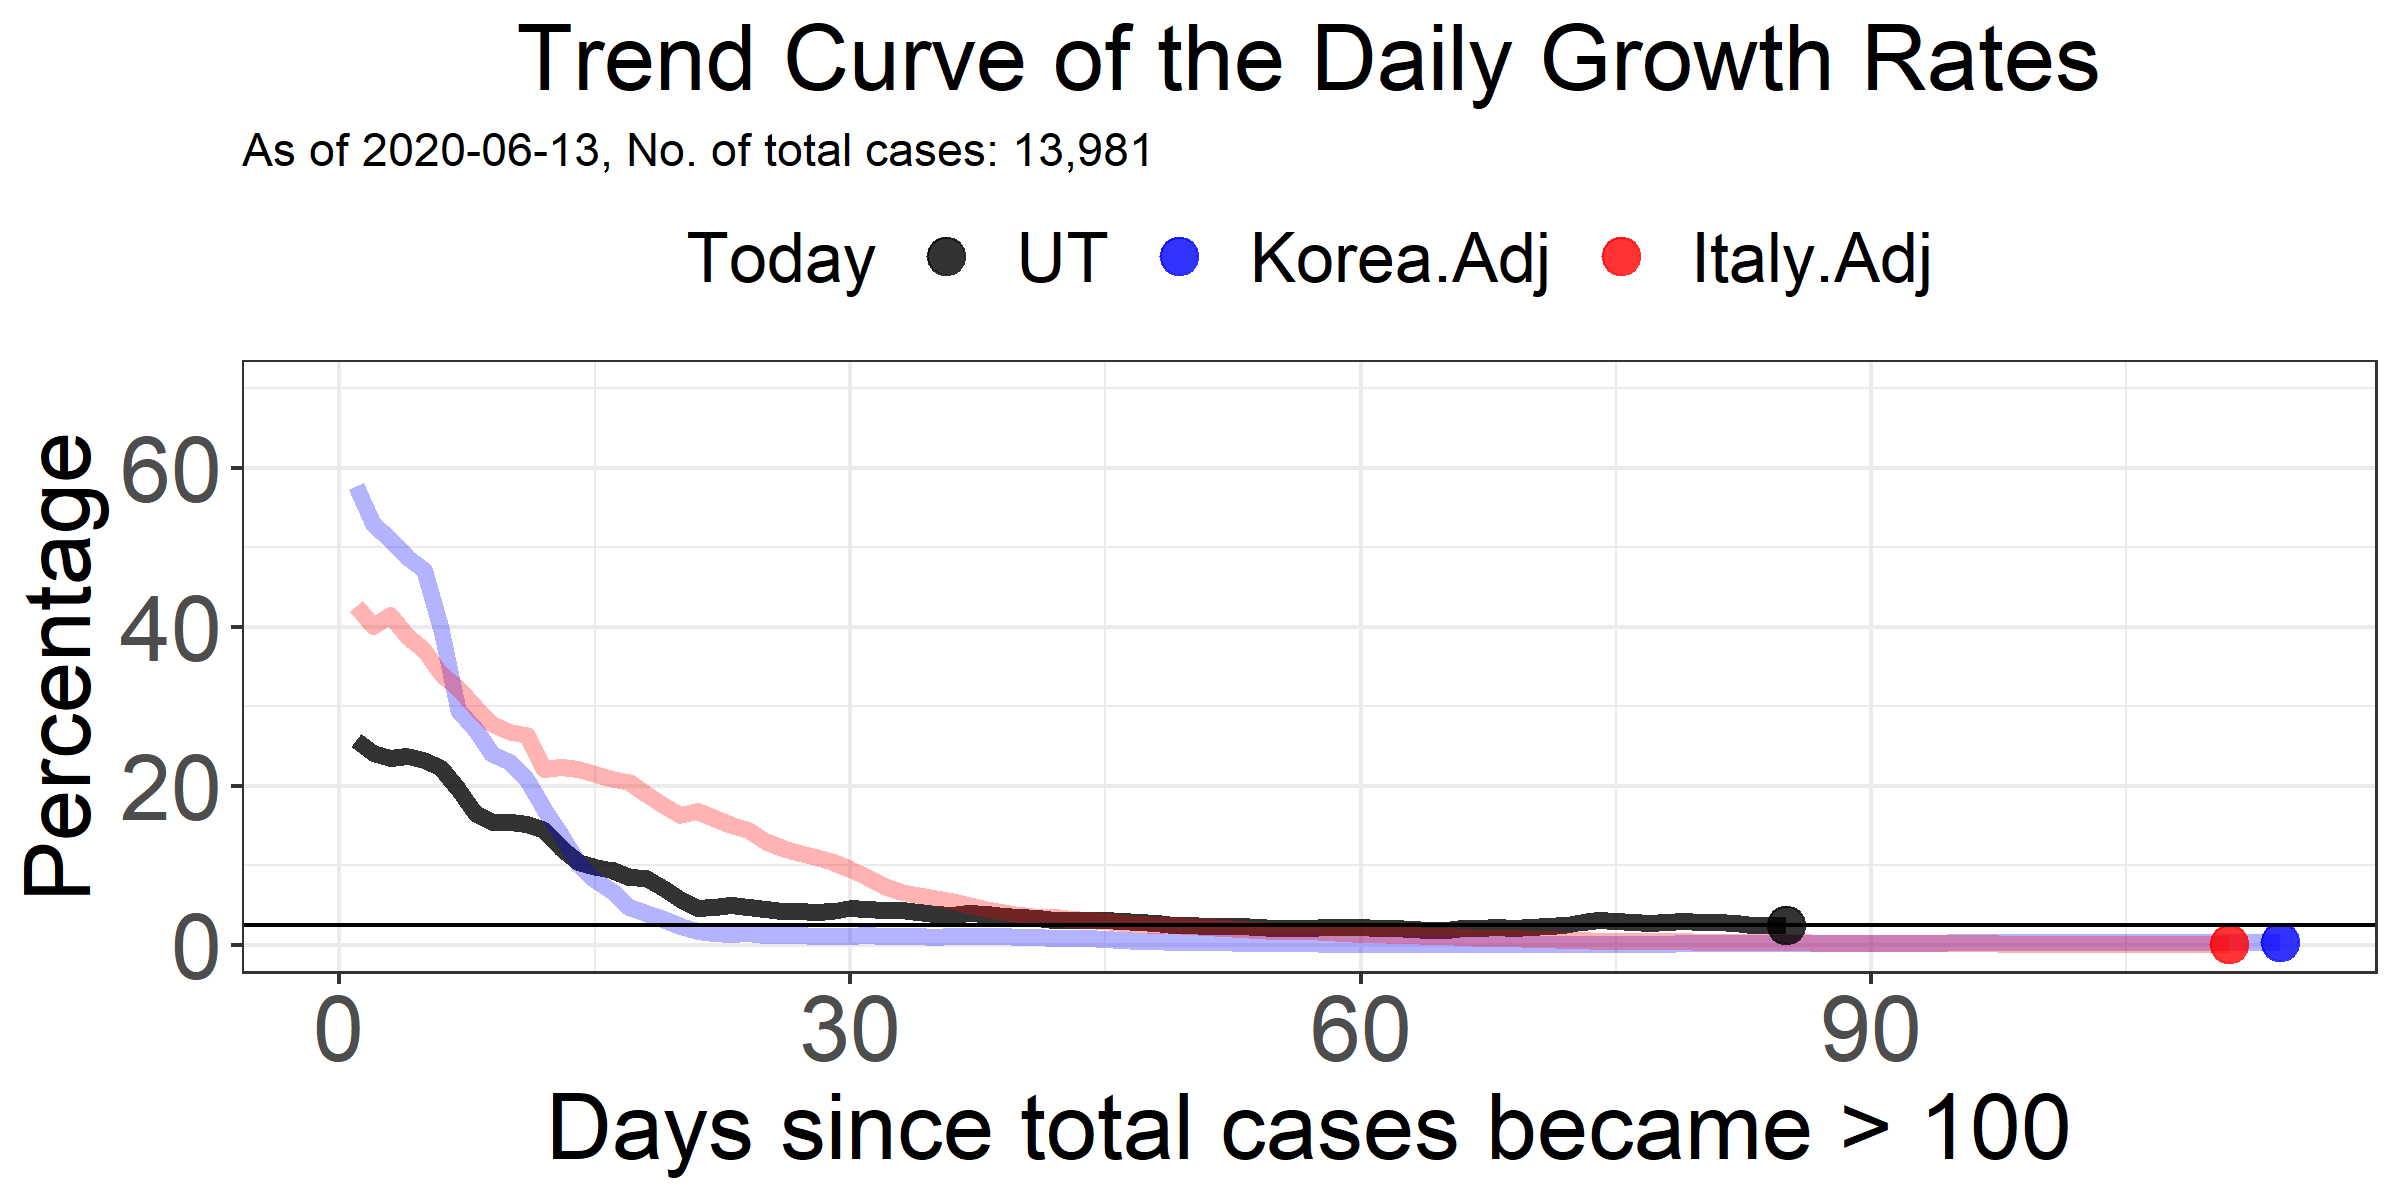 Trend Curve of the Daily Growth Rates
As of 2020-06-13, No. of total cases: 13,981
Today UT Korea.Adj Italy.Adj
Percentage
60
40
20
0
0 30 60 90
Days since total cases became > 100